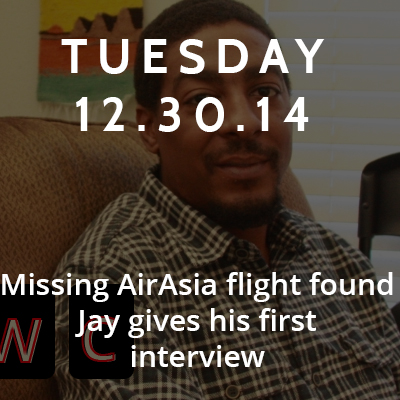 TUESDAY
12.30.14
Missing AirAsia flight found
Jay gives his first
interview
W C